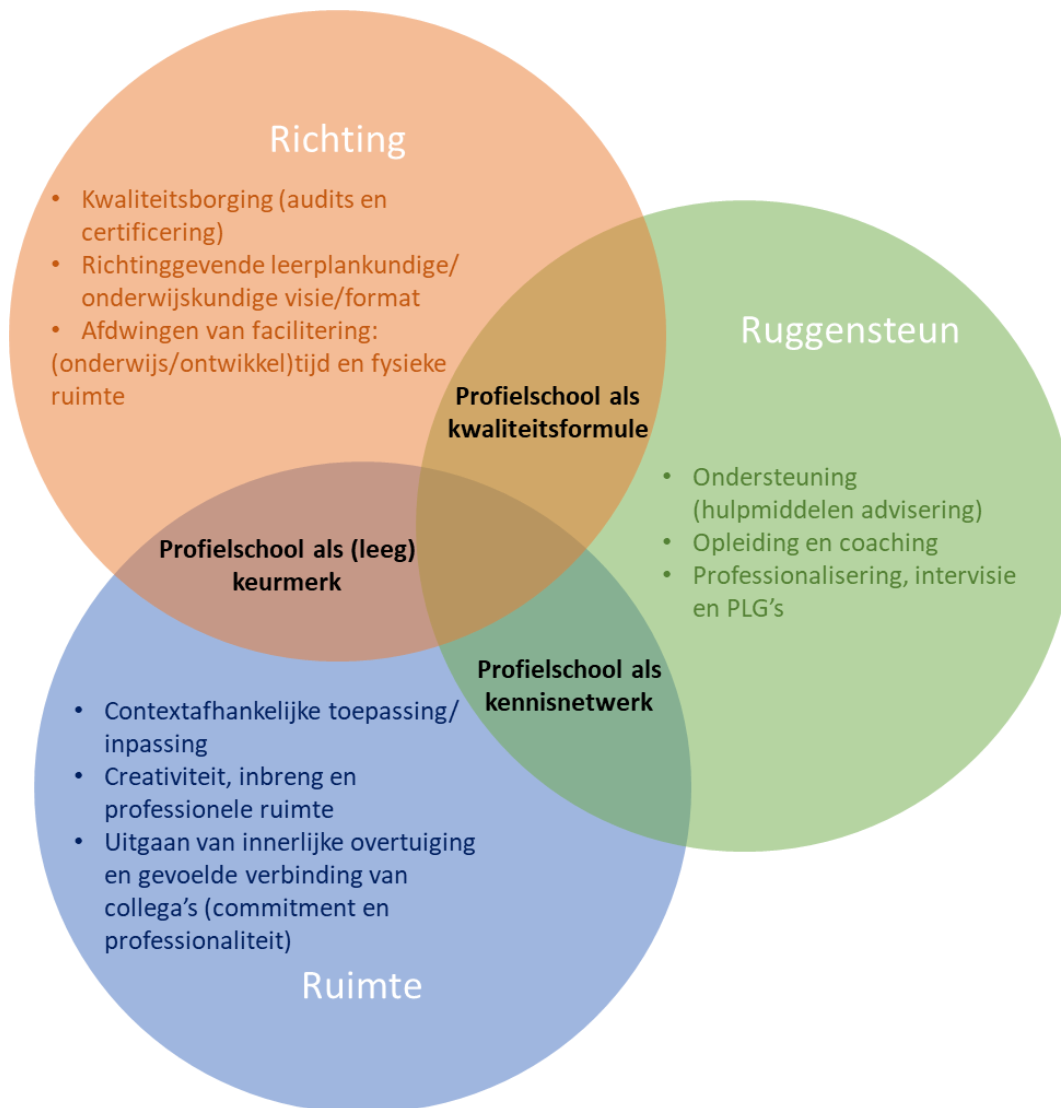 Richting
• Kwaliteitsborging (audits en
certificering)
• Richtinggevende leerplankundige/
onderwijskundige visie/format
• Afdwingen van facilitering:
(onderwijs/ontwikkel)tijd en fysieke
ruimte
Ruggensteun
• Ondersteuning
(hulpmiddelen advisering)
• Opleiding en coaching
• Professionalisering, intervisie
en PLG’s
Profielschool als
kwaliteitsformule
Profielschool als (leeg)
keurmerk
Profielschool als
kennisnetwerk
• Contextafhankelijke toepassing/
inpassing
• Creativiteit, inbreng en
professionele ruimte
• Uitgaan van innerlijke overtuiging
en gevoelde verbinding van
collega’s (commitment en
professionaliteit)
Ruimte